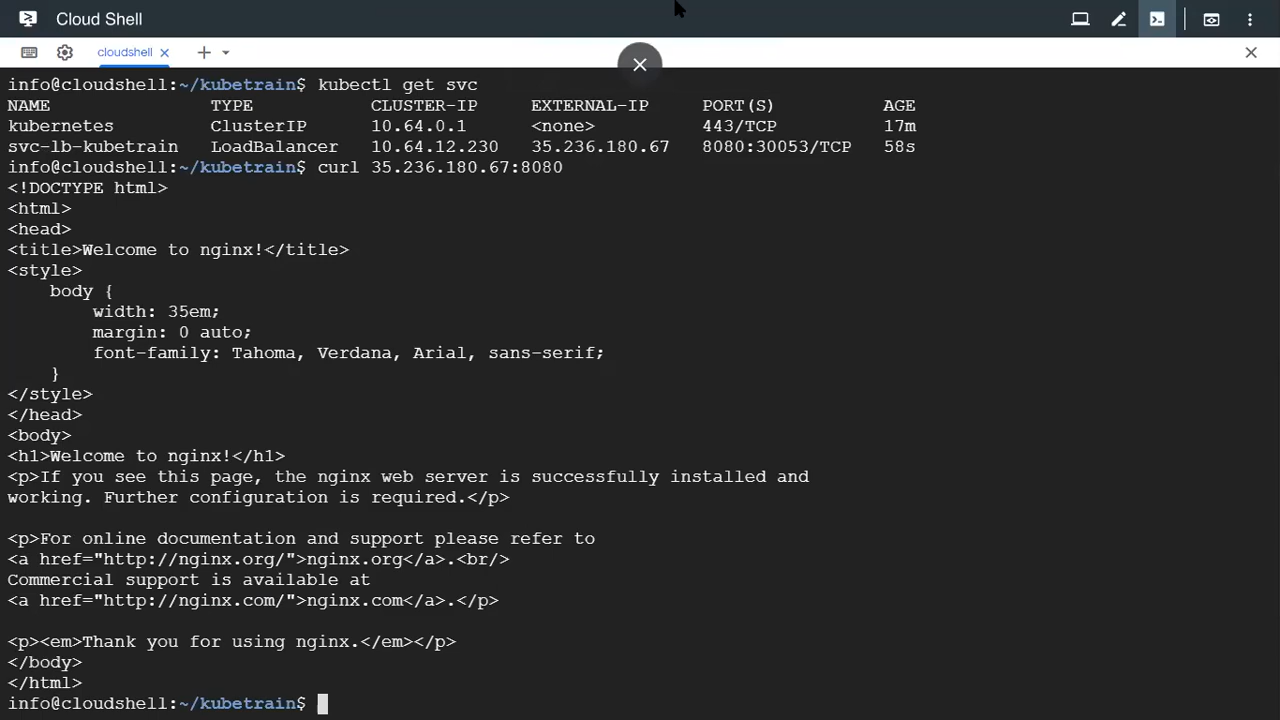 Cloud Shell
cloudshell
info@cloudshell:~/kubetrain$ kubectl get svc
NAME TYPE CLUSTER-IP EXTERNAL-IP PORT(S) AGE
kubernetes ClusterIP 10.64.0.1 <none> 443/TCP 17m
svc-lb-kubetrain LoadBalancer 10.64.12.230 35.236.180.67 8080:30053/TCP 58s
info@cloudshell:~/kubetrain$ curl 35.236.180.67:8080
<!DOCTYPE html>
<html>
<head>
<title>Welcome to nginx!</title>
<style>
    body {
        width: 35em;
        margin: 0 auto;
        font-family: Tahoma, Verdana, Arial, sans-serif;
    }
</style>
</head>
<body>
<h1>Welcome to nginx!</h1>
<p>If you see this page, the nginx web server is successfully installed and
working. Further configuration is required.</p>
<p>For online documentation and support please refer to
<a href="http://nginx.org/">nginx.org</a>.<br/>
Commercial support is available at
<a href="http://nginx.com/">nginx.com</a>.</p>
<p><em>Thank you for using nginx.</em></p>
</body>
</html>
info@cloudshell:~/kubetrain$